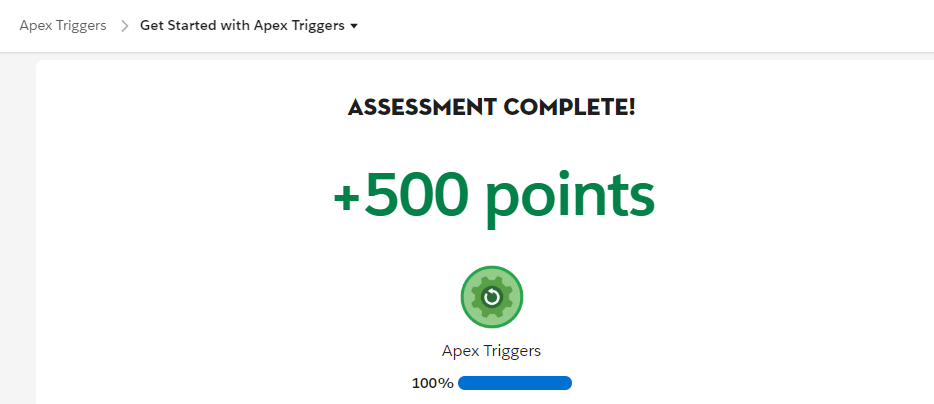 Apex Triggers > Get Started with Apex Triggers
ASSESSMENT COMPLETE!
+500 points
Apex Triggers
100%